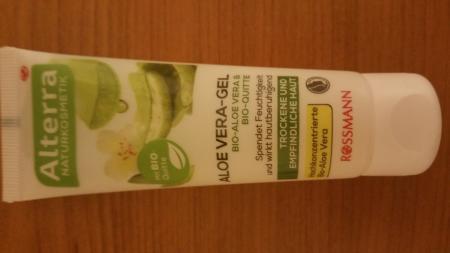 Alterra
NATURKOSMETIK
mit BIO
Quitte
ALOE VERA-GEL
BIO-ALOE VERA &
BIO-QUITTE
Spendet Feuchtigkeit
und wirkt hautberuhigend
TROCKENE UND
EMPFINDLICHE HAUT
Hochkonzentrierte
Bio-Aloe Vera
ROSSMANN